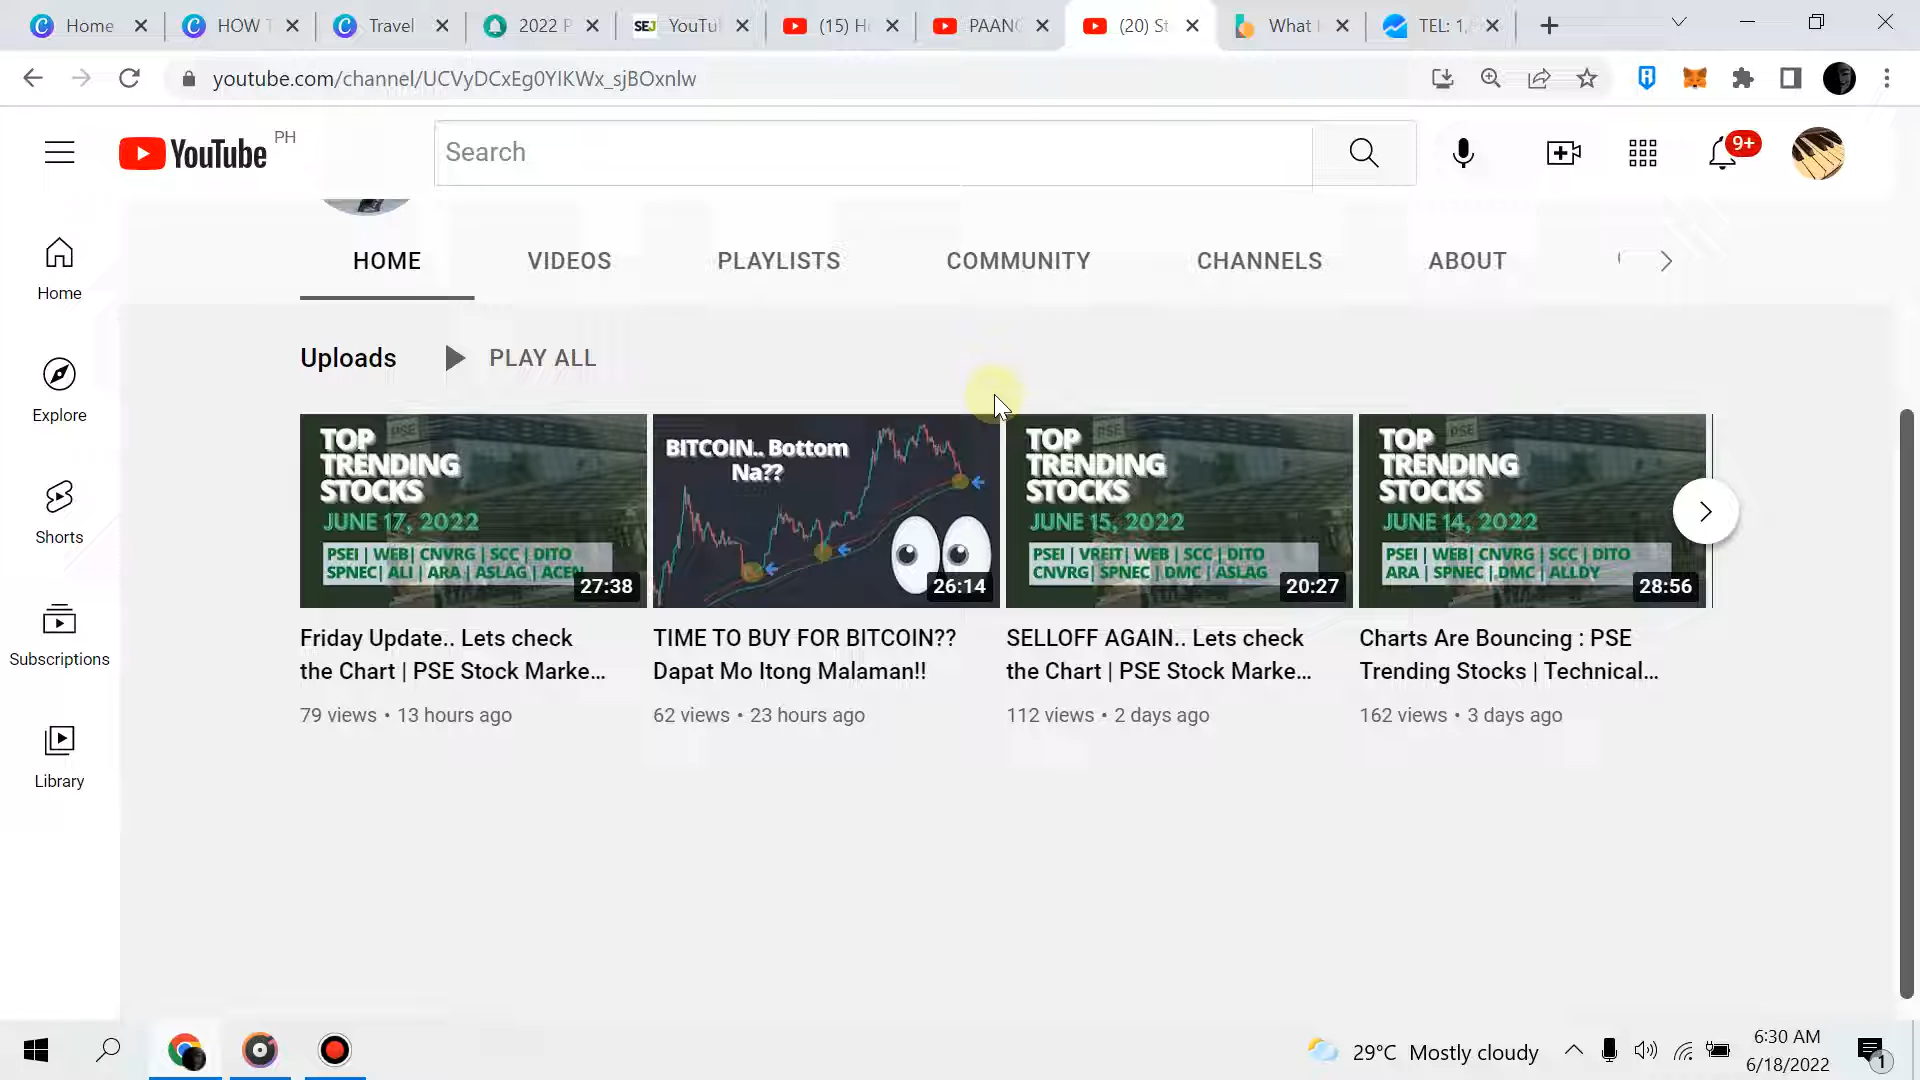 Home
HOW T
Travel
2022 P
SEJ YouTu
(15) H
PAANO
(20) St
What I
TEL: 1,
youtube.com/channel/UCVyDCxEg0YIKWx_sjBOxnlw
YouTube PH
Search
9+
Home
Explore
Shorts
Subscriptions
Library
HOME
VIDEOS
PLAYLISTS
COMMUNITY
CHANNELS
ABOUT
Uploads
PLAY ALL
TOP
TRENDING
STOCKS
JUNE 17, 2022
PSEI | WEB| CNVRG | SCC | DITO
SPNEC| ALI | ARA | ASLAG | ACEN
27:38
Friday Update.. Lets check
the Chart | PSE Stock Marke...
79 views • 13 hours ago
BITCOIN.. Bottom
Na??
26:14
TIME TO BUY FOR BITCOIN??
Dapat Mo Itong Malaman!!
62 views • 23 hours ago
TOP
TRENDING
STOCKS
JUNE 15, 2022
PSEI | VREIT| WEB | SCC | DITO
CNVRG| SPNEC | DMC | ASLAG
20:27
SELLOFF AGAIN.. Lets check
the Chart | PSE Stock Marke...
112 views • 2 days ago
TOP
TRENDING
STOCKS
JUNE 14, 2022
PSEI | WEB| CNVRG | SCC | DITO
ARA | SPNEC | DMC | ALLDY
28:56
Charts Are Bouncing : PSE
Trending Stocks | Technical...
162 views • 3 days ago
29°C Mostly cloudy
6:30 AM
6/18/2022
1